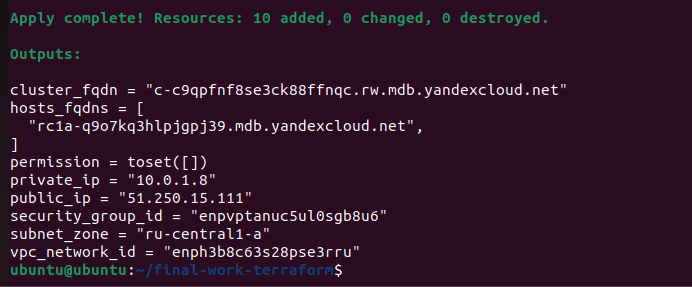 Apply complete! Resources: 10 added, 0 changed, 0 destroyed.
Outputs:
cluster_fqdn = "c-c9qpfnf8se3ck88ffnqc.rw.mdb.yandexcloud.net"
hosts_fqdns = [
  "rc1a-q9o7kq3hlpjgpj39.mdb.yandexcloud.net",
]
permission = toset([])
private_ip = "10.0.1.8"
public_ip = "51.250.15.111"
security_group_id = "enpvptanuc5ul0sgb8u6"
subnet_zone = "ru-central1-a"
vpc_network_id = "enph3b8c63s28pse3rru"
ubuntu@ubuntu:~/final-work-terraform$